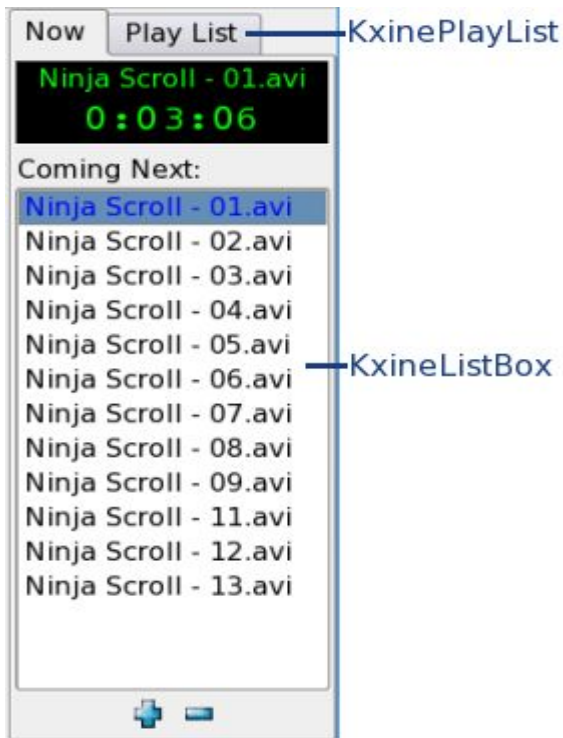 Now Play List KxinePlayList
Ninja Scroll - 01.avi
0:03:06
Coming Next:
Ninja Scroll - 01.avi
Ninja Scroll - 02.avi
Ninja Scroll - 03.avi
Ninja Scroll - 04.avi
Ninja Scroll - 05.avi
KxineListBox
Ninja Scroll - 06.avi
Ninja Scroll - 07.avi
Ninja Scroll - 08.avi
Ninja Scroll - 09.avi
Ninja Scroll - 11.avi
Ninja Scroll - 12.avi
Ninja Scroll - 13.avi